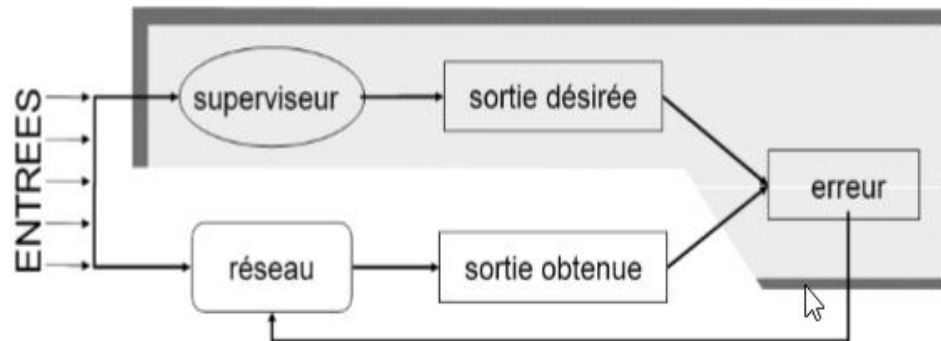 ENTREES
superviseur
sortie désirée
erreur
réseau
sortie obtenue